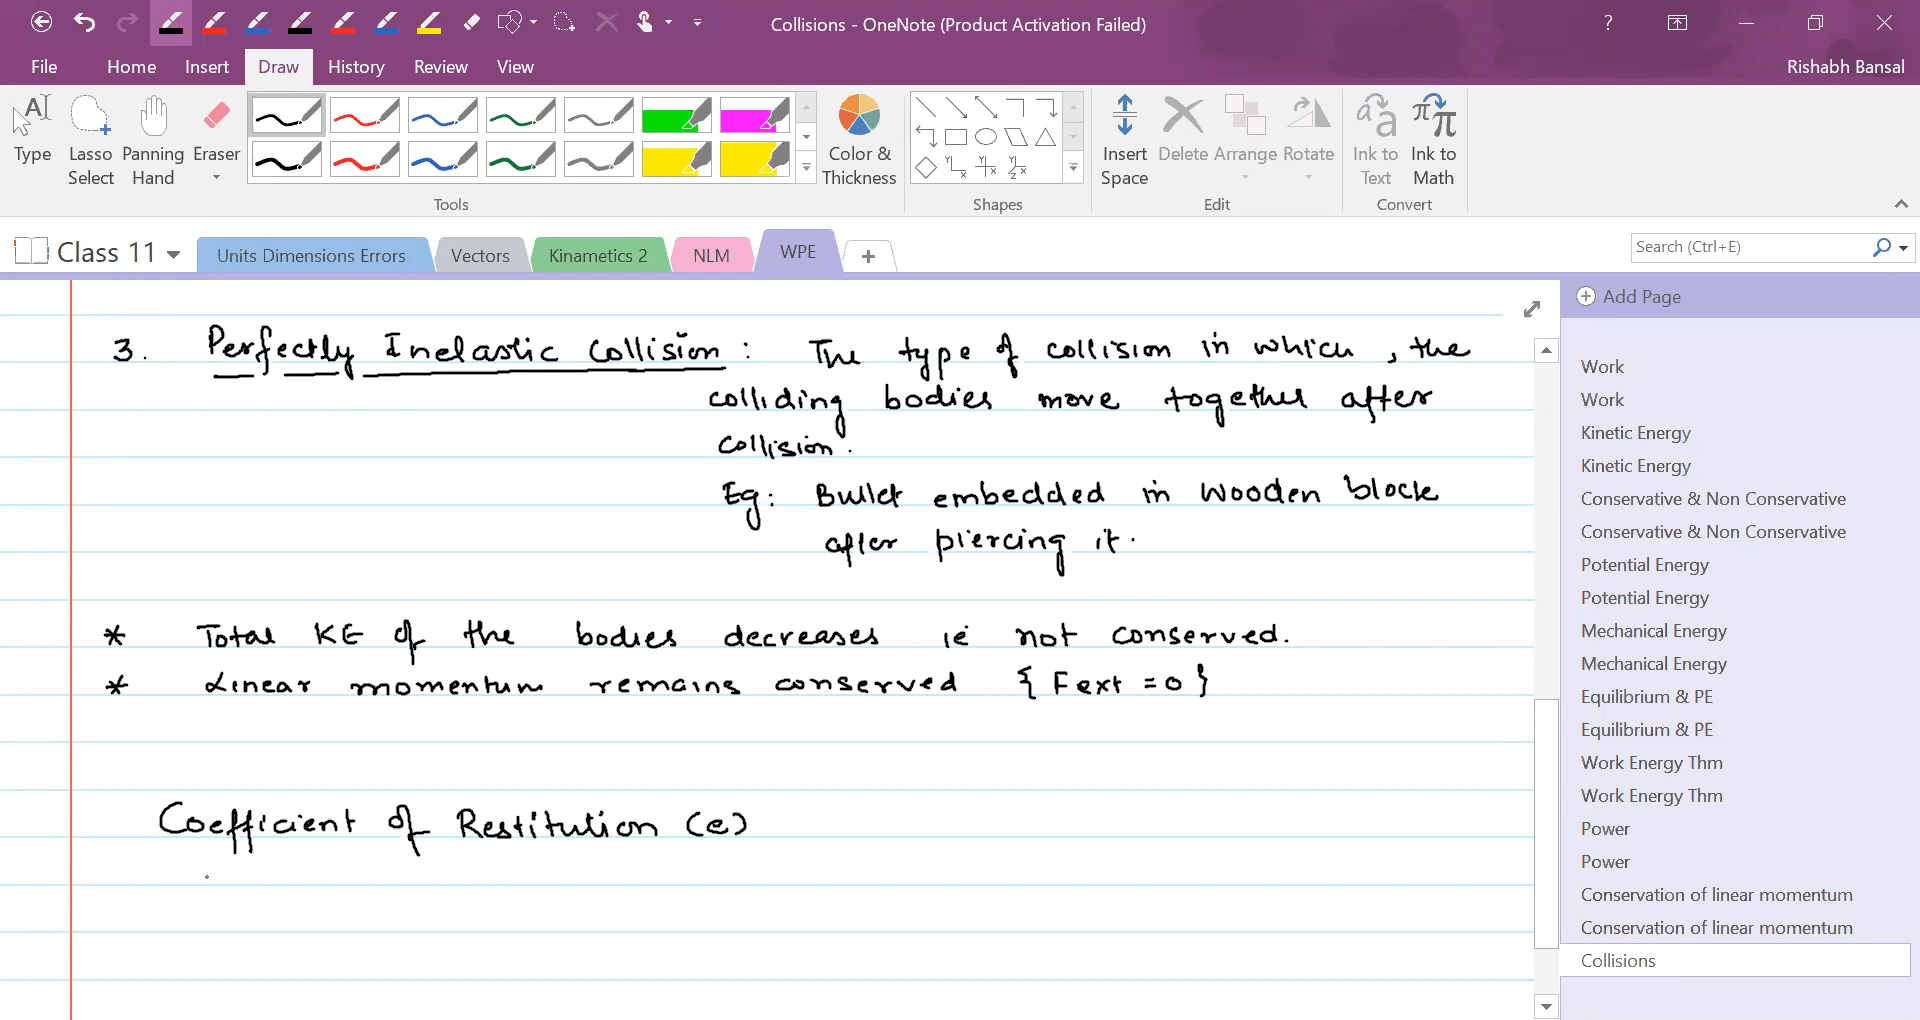 Collisions - OneNote (Product Activation Failed)
?
File Home Insert Draw History Review View
Rishabh Bansal
Type
Lasso Select
Panning Hand
Eraser
Color & Thickness
Insert Space
Delete
Arrange
Rotate
Ink to Text
Ink to Math
Tools
Shapes
Edit
Convert
Class 11
Units Dimensions Errors
Vectors
Kinametics 2
NLM
WPE
+
Search (Ctrl+E)
3. Perfectly Inelastic Collision : The type of collision in which , the
colliding bodies move together after
collision.
Eg: Bullet embedded in wooden block
after piercing it.
* Total KE of the bodies decreases ie not conserved.
* Linear momentum remains conserved { Fext = 0 }
Coefficient of Restitution (e)
Add Page
Work
Work
Kinetic Energy
Kinetic Energy
Conservative & Non Conservative
Conservative & Non Conservative
Potential Energy
Potential Energy
Mechanical Energy
Mechanical Energy
Equilibrium & PE
Equilibrium & PE
Work Energy Thm
Work Energy Thm
Power
Power
Conservation of linear momentum
Conservation of linear momentum
Collisions